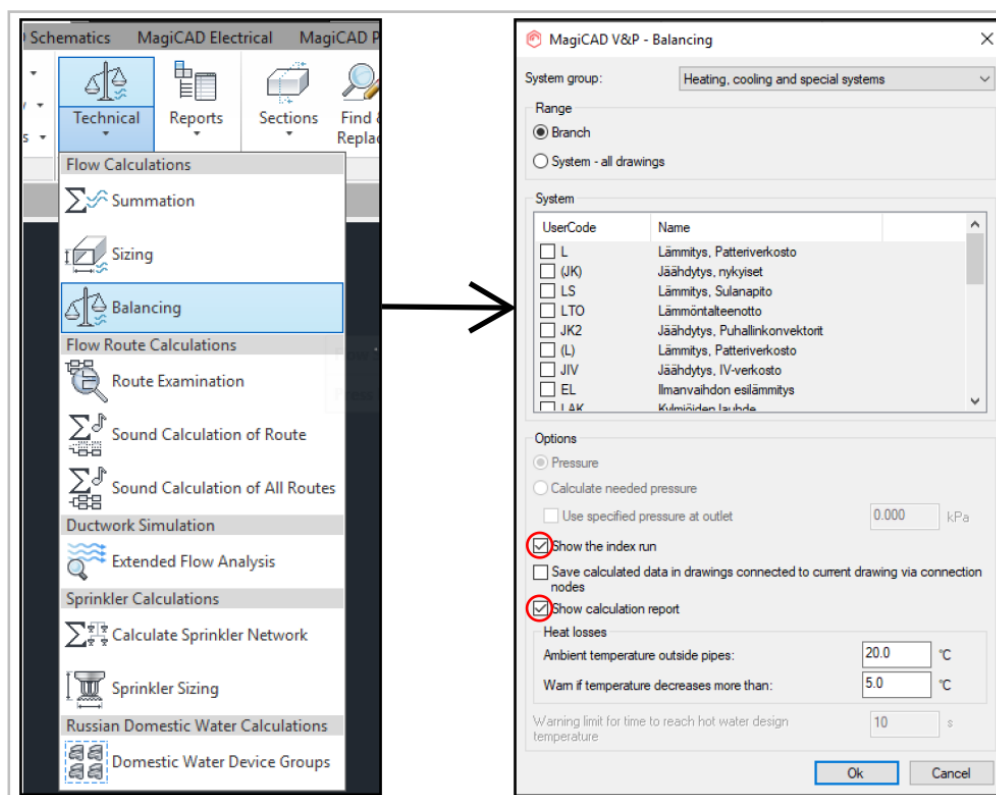 Schematics MagiCAD Electrical MagiCAD P
Technical
Reports
Sections
Find &
Replac
s
Flow Calculations
Summation
Sizing
Balancing
Flow Route Calculations
Route Examination
Sound Calculation of Route
Sound Calculation of All Routes
Ductwork Simulation
Extended Flow Analysis
Sprinkler Calculations
Calculate Sprinkler Network
Sprinkler Sizing
Russian Domestic Water Calculations
Domestic Water Device Groups
MagiCAD V&P - Balancing
System group: Heating, cooling and special systems
Range
Branch
System - all drawings
System
UserCode Name
L Lämmitys, Patteriverkosto
(JK) Jäähdytys, nykyiset
LS Lämmitys, Sulanapito
LTO Lämmöntalteenotto
JK2 Jäähdytys, Puhallinkonvektorit
(L) Lämmitys, Patteriverkosto
JIV Jäähdytys, IV-verkosto
EL Ilmanvaihdon esilämmitys
LAK Kylmiöiden lauhde
Options
Pressure
Calculate needed pressure
Use specified pressure at outlet 0.000 kPa
Show the index run
Save calculated data in drawings connected to current drawing via connection
nodes
Show calculation report
Heat losses
Ambient temperature outside pipes: 20.0 °C
Warn if temperature decreases more than: 5.0 °C
Warning limit for time to reach hot water design
temperature
10 s
Ok Cancel